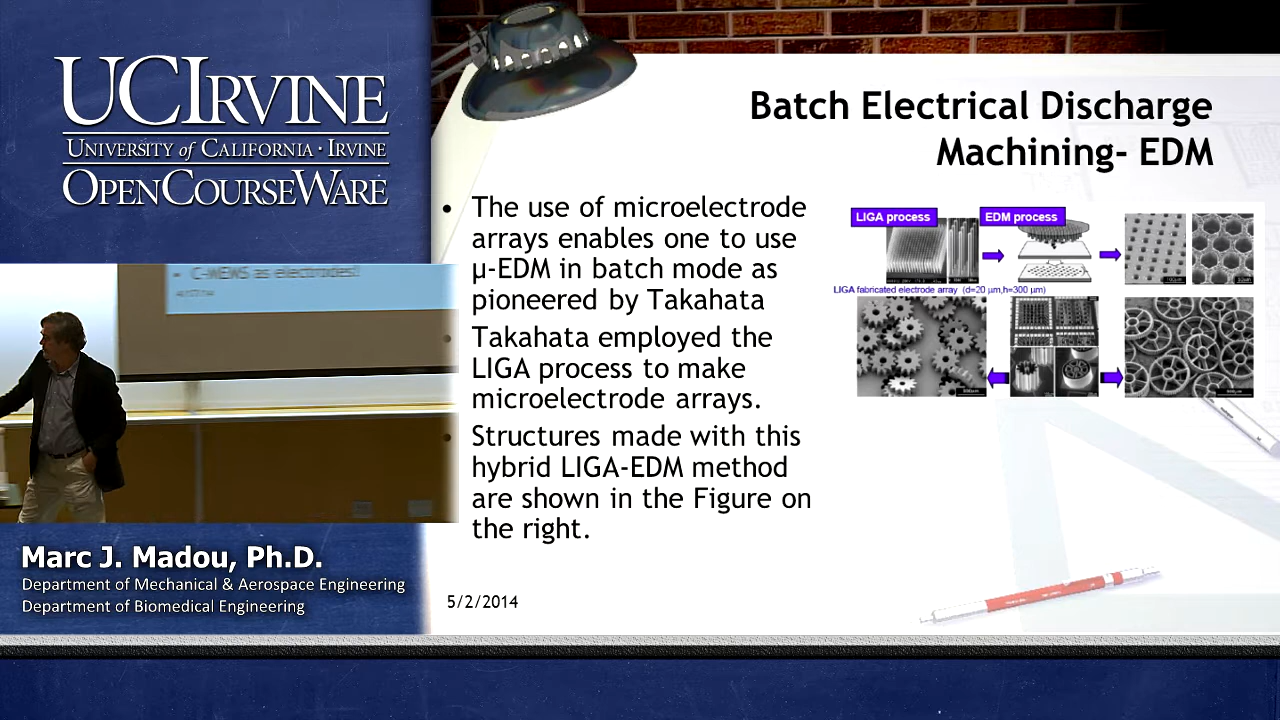 UCIRVINE
UNIVERSITY of CALIFORNIA · IRVINE
OPENCOURSEWARE
• C-MEMS as electrodes!
Marc J. Madou, Ph.D.
Department of Mechanical & Aerospace Engineering
Department of Biomedical Engineering
Batch Electrical Discharge
Machining- EDM
• The use of microelectrode
arrays enables one to use
μ-EDM in batch mode as
pioneered by Takahata
• Takahata employed the
LIGA process to make
microelectrode arrays.
• Structures made with this
hybrid LIGA-EDM method
are shown in the Figure on
the right.
5/2/2014
LIGA process
EDM process
LIGA fabricated electrode array (d=20 μm,h=300 μm)